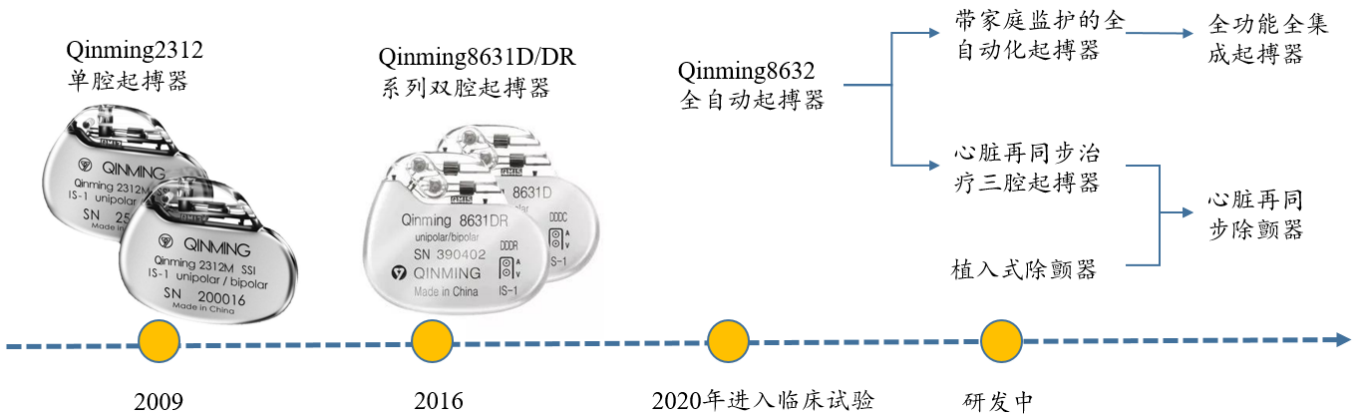 Qinming2312
单腔起搏器
QINMING
Qinming 2312M
IS-1 unipolar
SN 25
Made in
QINMING
Qinming 2312M SSI
IS-1 unipolar / bipolar
SN 200016
Made in China
2009
Qinming8631D/DR
系列双腔起搏器
8631D
DDDC
A
V
S-1
Qinming 8631DR
unipolar/bipolar
DDDR
SN 390402
A
V
QINMING
Made in China
IS-1
2016
Qinming8632
全自动起搏器
2020年进入临床试验
带家庭监护的全
自动化起搏器
全功能全集
成起搏器
心脏再同步治
疗三腔起搏器
植入式除颤器
心脏再同
步除颤器
研发中